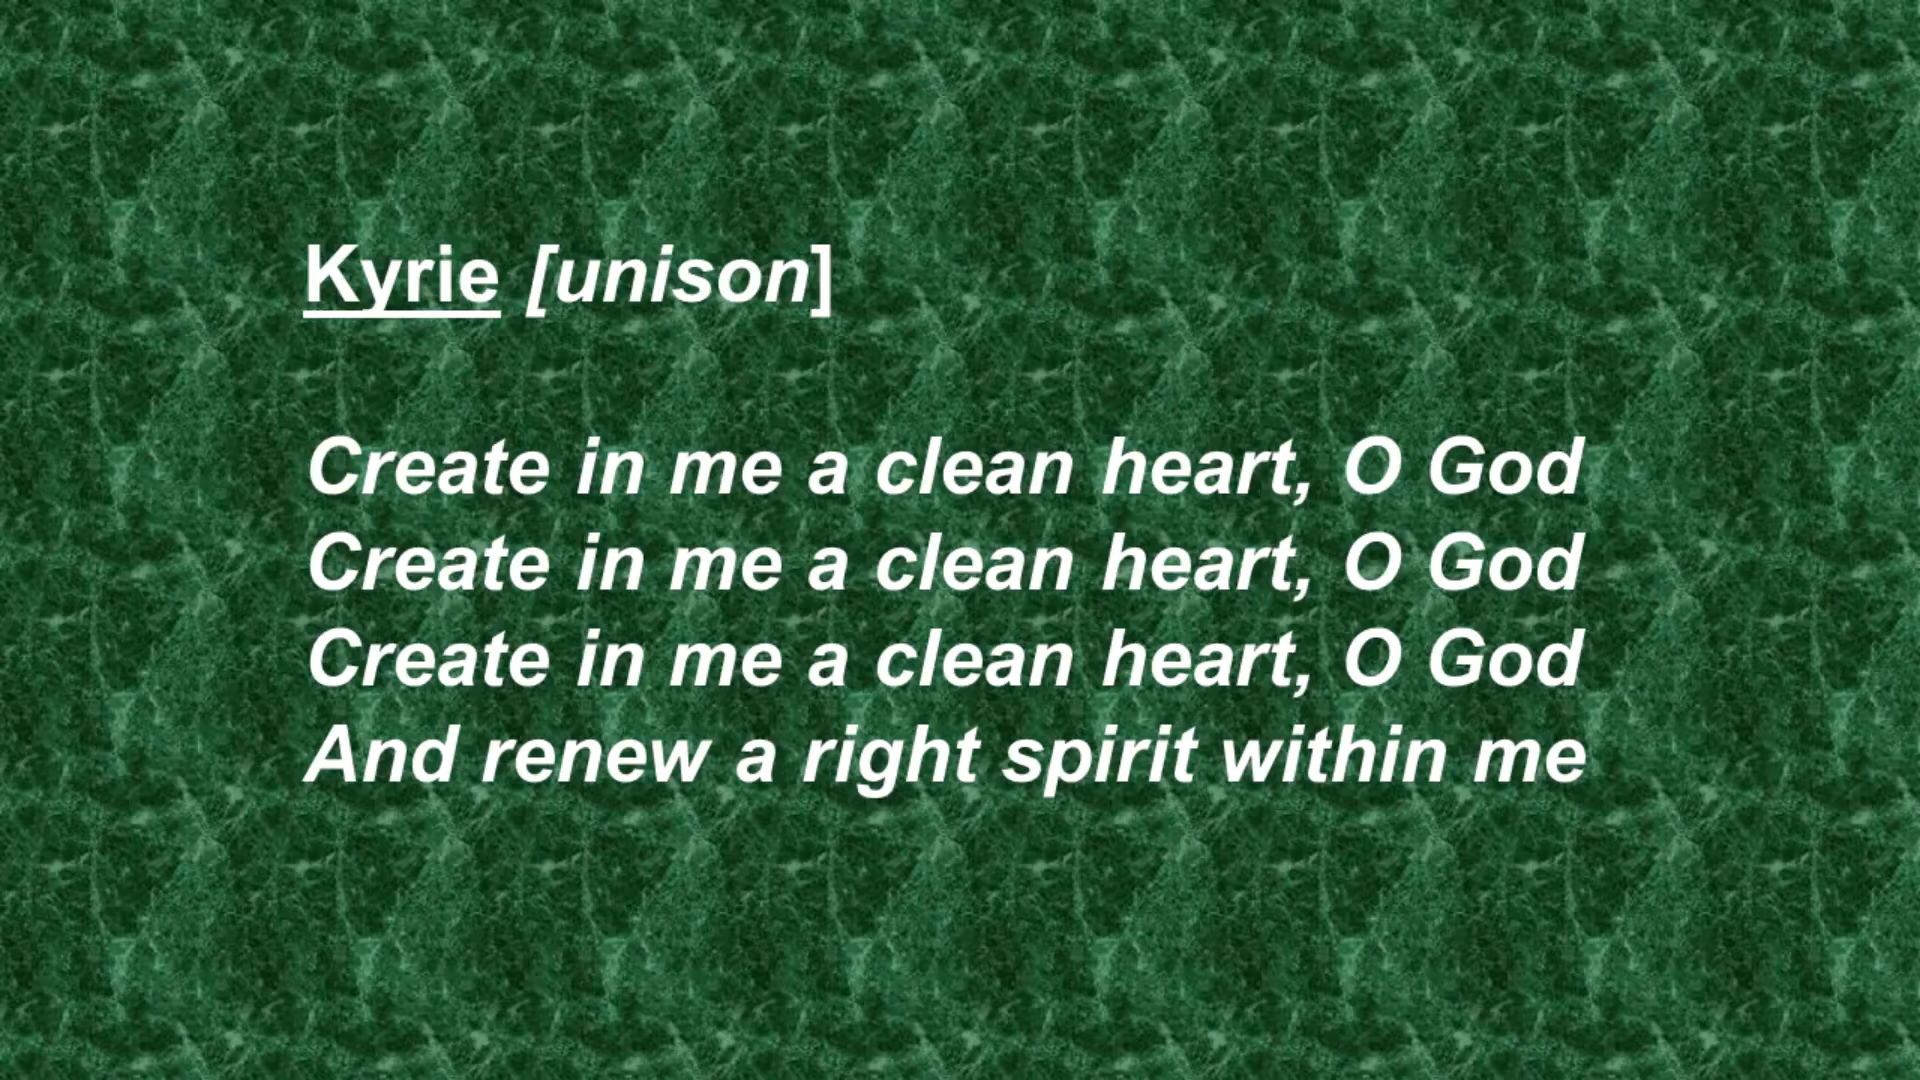 Kyrie [unison]
Create in me a clean heart, O God
Create in me a clean heart, O God
Create in me a clean heart, O God
And renew a right spirit within me